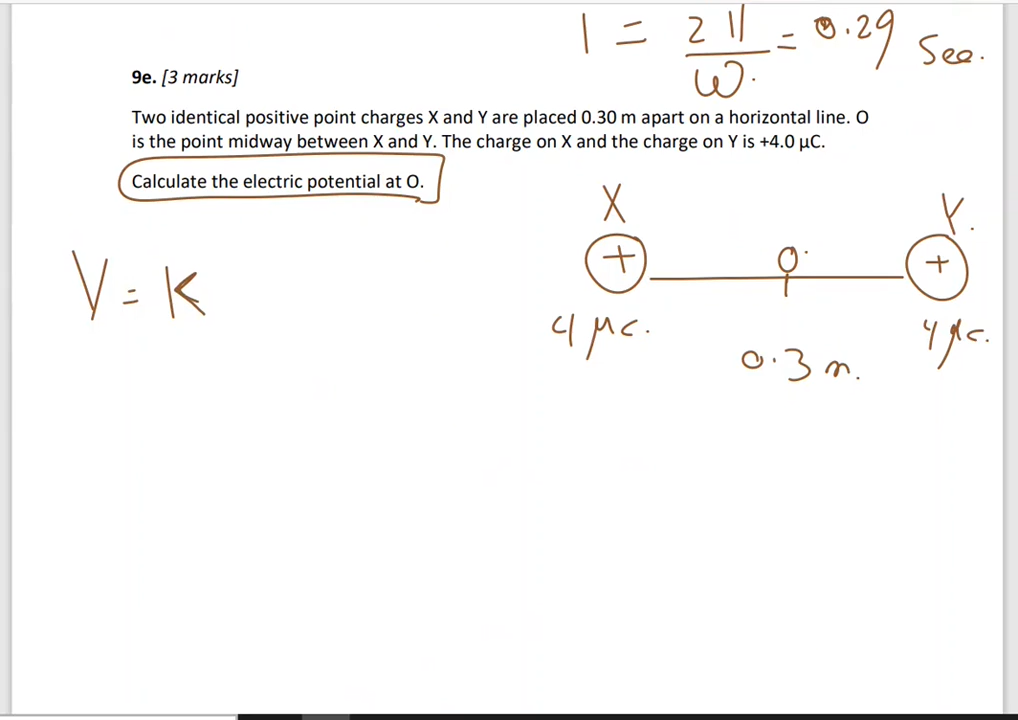 T = 2π/ω = 0.29 Sec.
9e. [3 marks]
Two identical positive point charges X and Y are placed 0.30 m apart on a horizontal line. O
is the point midway between X and Y. The charge on X and the charge on Y is +4.0 μC.
Calculate the electric potential at O.
X Y.
+ O +
V = K
4 μc. 4 μc.
0.3 m.